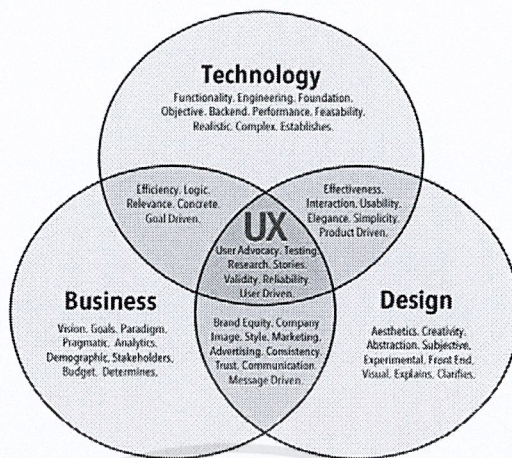 Technology
Functionality. Engineering. Foundation.
Objective. Backend. Performance. Feasability.
Realistic. Complex. Establishes.
Efficiency. Logic.
Relevance. Concrete.
Goal Driven.
Effectiveness.
Interaction. Usability.
Elegance. Simplicity.
Product Driven.
UX
User Advocacy. Testing.
Research. Stories.
Validity. Reliability.
User Driven.
Business
Vision. Goals. Paradigm.
Pragmatic. Analytics.
Demographic. Stakeholders.
Budget. Determines.
Brand Equity. Company
Image. Style. Marketing.
Advertising. Consistency.
Trust. Communication.
Message Driven.
Design
Aesthetics. Creativity.
Abstraction. Subjective.
Experimental. Front End.
Visual. Explains. Clarifies.